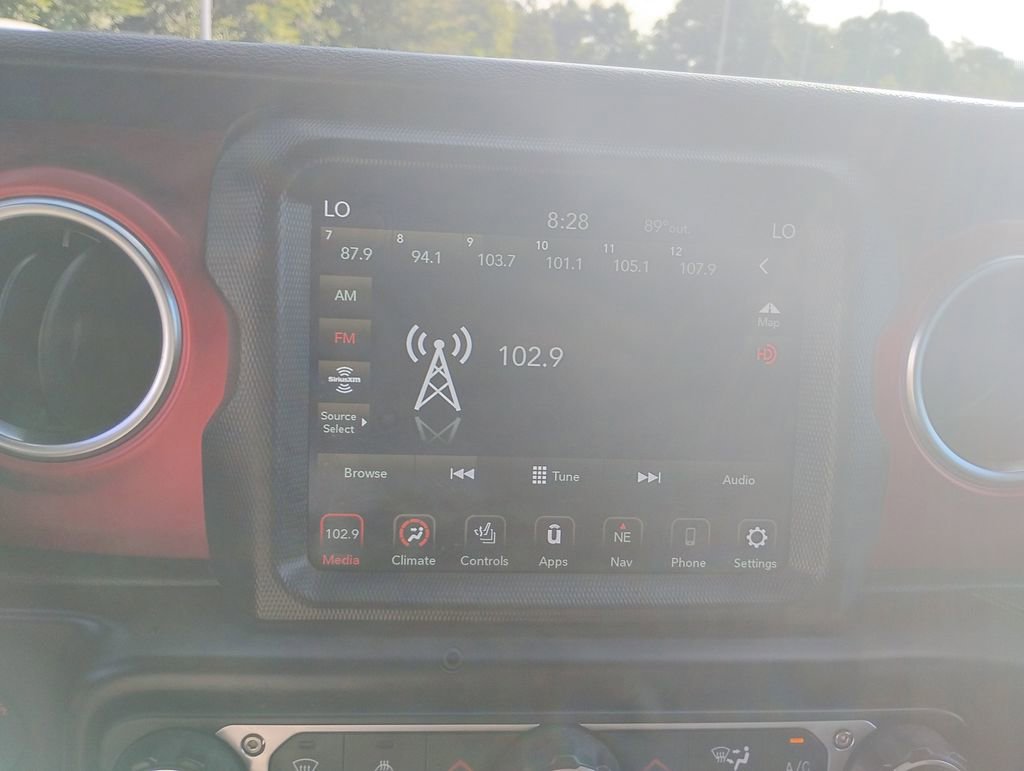 LO 8:28 89° out. LO
7 87.9 8 94.1 9 103.7 10 101.1 11 105.1 12 107.9
AM
FM
102.9
Map
HD
SiriusXM
Source
Select
Browse Tune Audio
102.9 NE
Media Climate Controls Apps Nav Phone Settings
A/C